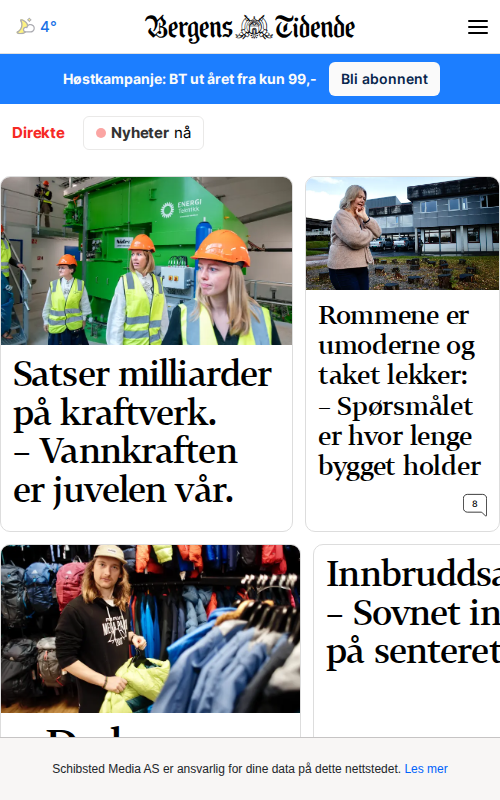 4°
Bergens Tidende
Høstkampanje: BT ut året fra kun 99,-
Bli abonnent
Direkte
Nyheter nå
ENERGI
Satser milliarder
på kraftverk.
– Vannkraften
er juvelen vår.
Rommene er
umoderne og
taket lekker:
– Spørsmålet
er hvor lenge
bygget holder
8
Innbruddsa
– Sovnet in
på senteret
Schibsted Media AS er ansvarlig for dine data på dette nettstedet. Les mer